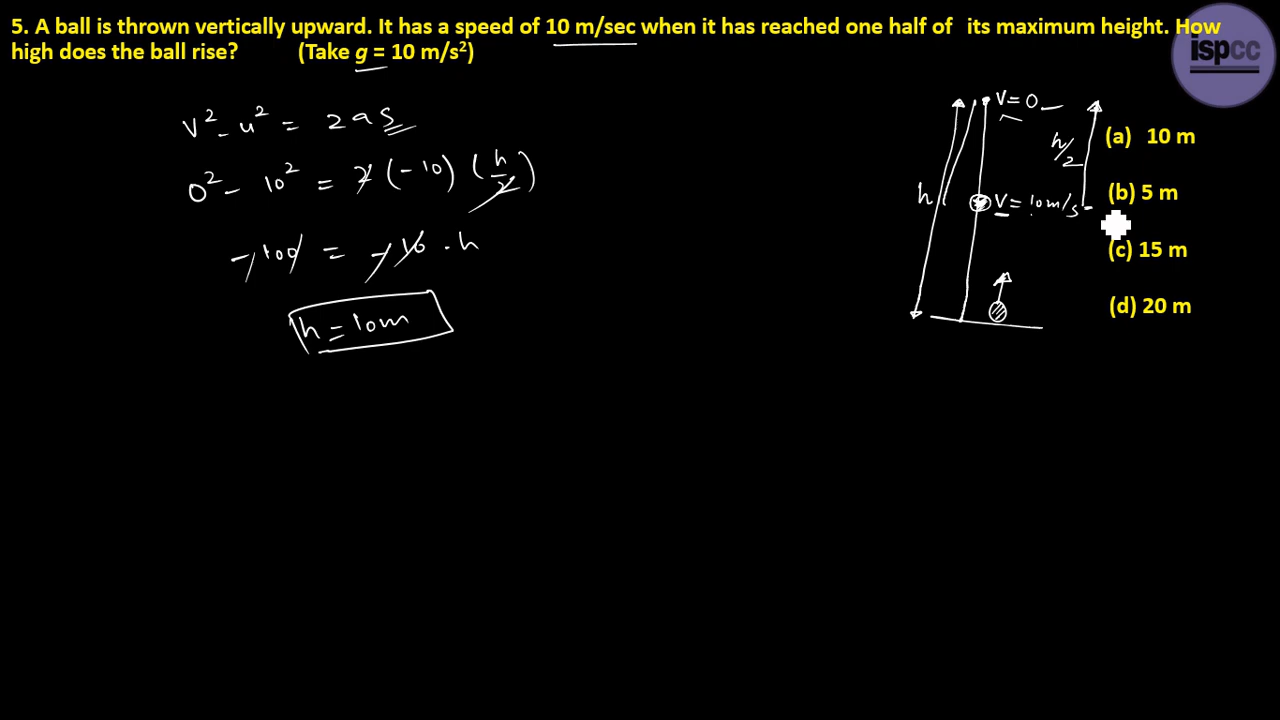 5. A ball is thrown vertically upward. It has a speed of 10 m/sec when it has reached one half of its maximum height. How
high does the ball rise? (Take g = 10 m/s²)
ispcc
v² - u² = 2as
0² - 10² = 2 (-10) (h/2)
-100 = -10 . h
h = 10m
V = 0
h/2
h
V = 10m/s
(a) 10 m
(b) 5 m
(c) 15 m
(d) 20 m